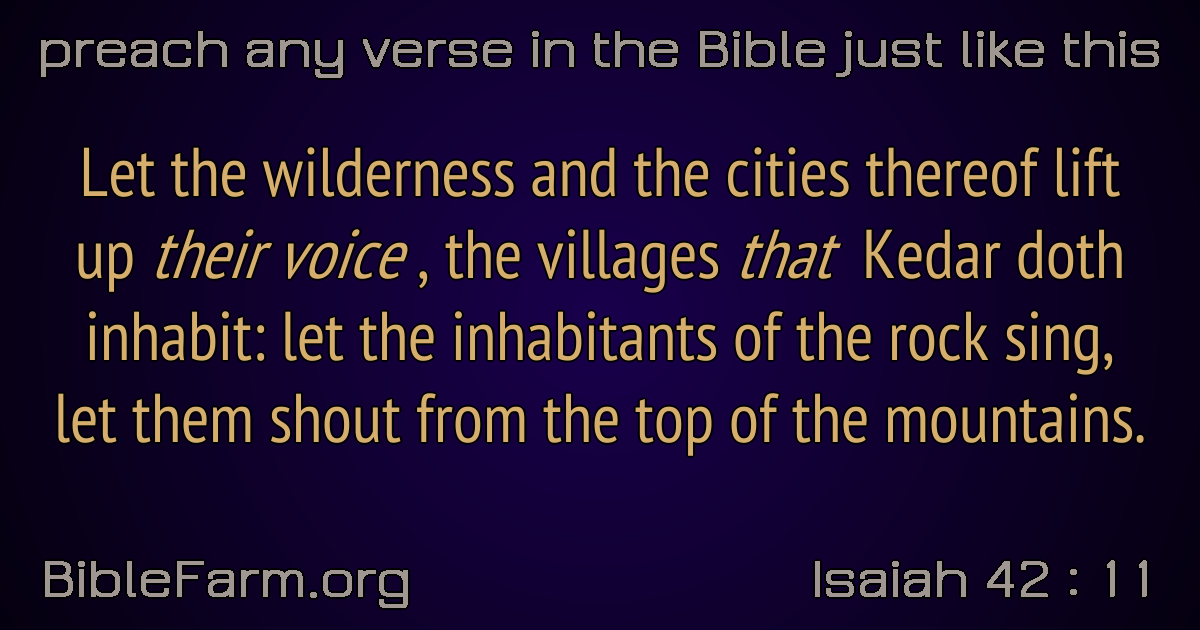 preach any verse in the Bible just like this
Let the wilderness and the cities thereof lift
up their voice , the villages that Kedar doth
inhabit: let the inhabitants of the rock sing,
let them shout from the top of the mountains.
BibleFarm.org
Isaiah 42 : 11